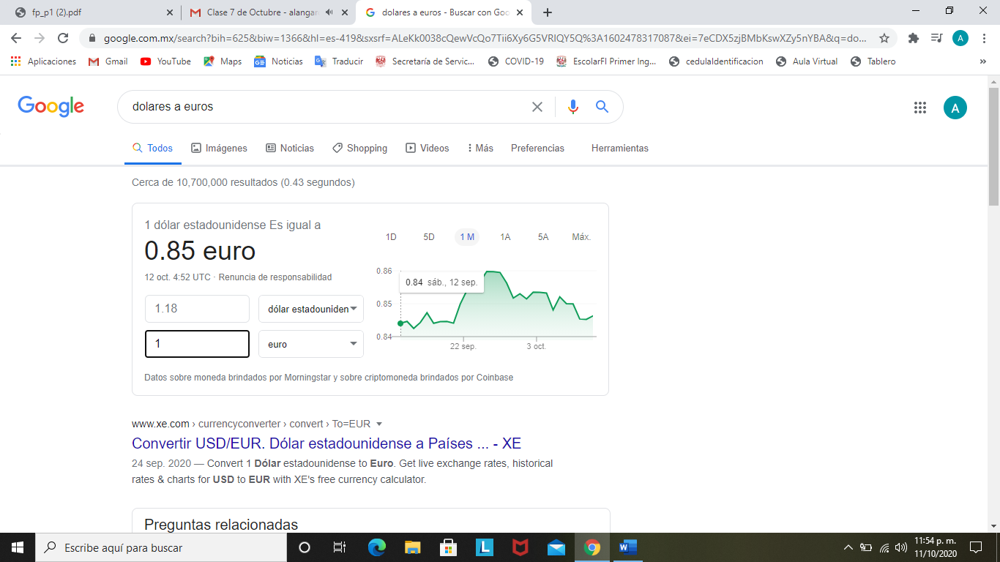 fp_p1 (2).pdf
Clase 7 de Octubre - alangar
dolares a euros - Buscar con Goo
google.com.mx/search?bih=625&biw=1366&hl=es-419&sxsrf=ALeKk0038cQewVcQo7Tii6Xy6G5VRIQY5Q%3A1602478317087&ei=7eCDX5zjBMbKswXZy5nYBA&q=do...
A
Aplicaciones
Gmail
YouTube
Maps
Noticias
Traducir
Secretaría de Servic...
COVID-19
EscolarFI Primer Ing...
cedulaIdentificacion
Aula Virtual
Tablero
»
Google
dolares a euros
A
Todos
Imágenes
Noticias
Shopping
Videos
Más
Preferencias
Herramientas
Cerca de 10,700,000 resultados (0.43 segundos)
1 dólar estadounidense Es igual a
0.85 euro
12 oct. 4:52 UTC · Renuncia de responsabilidad
1.18
dólar estadouniden
1
euro
1D
5D
1 M
1A
5A
Máx.
0.86
0.85
0.84
0.84 sáb., 12 sep.
22 sep.
3 oct.
Datos sobre moneda brindados por Morningstar y sobre criptomoneda brindados por Coinbase
www.xe.com › currencyconverter › convert › To=EUR
Convertir USD/EUR. Dólar estadounidense a Países ... - XE
24 sep. 2020 — Convert 1 Dólar estadounidense to Euro. Get live exchange rates, historical
rates & charts for USD to EUR with XE's free currency calculator.
Preguntas relacionadas
Escribe aquí para buscar
L
W
11:54 p. m.
11/10/2020